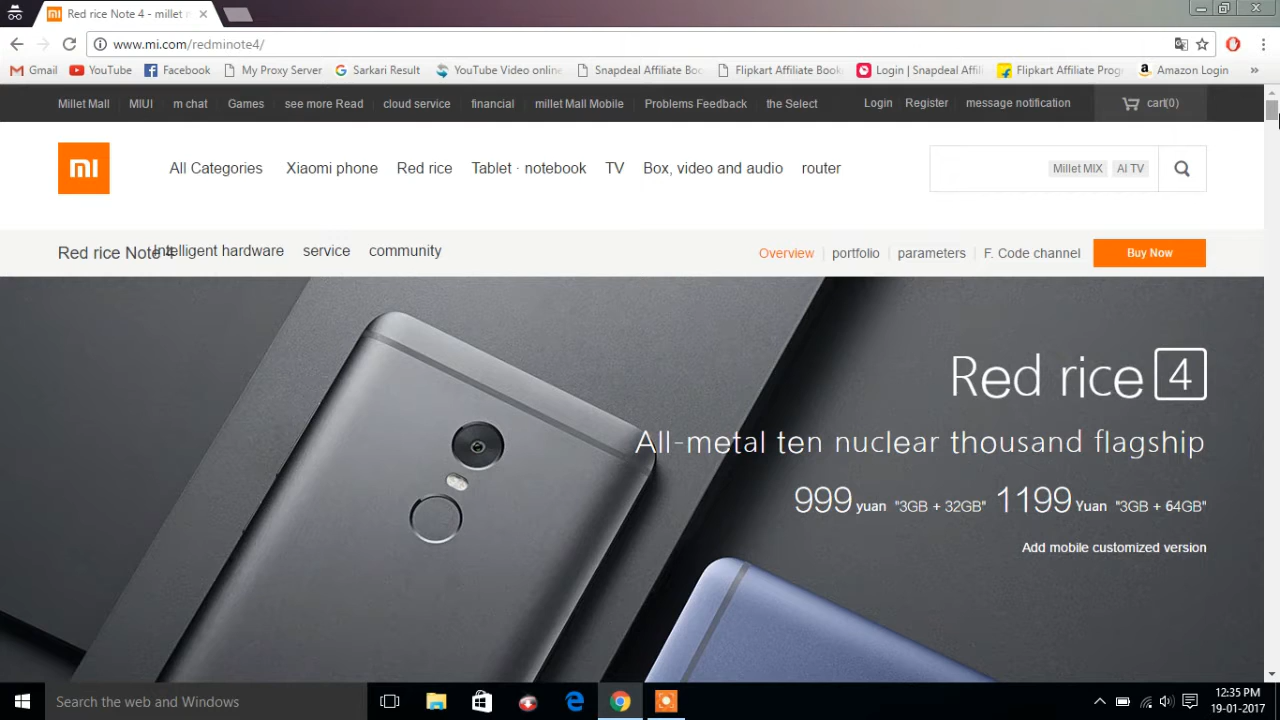 Red rice Note 4 - millet
www.mi.com/redminote4/
Gmail YouTube Facebook My Proxy Server Sarkari Result YouTube Video online Snapdeal Affiliate Boo Flipkart Affiliate Book Login | Snapdeal Affili Flipkart Affiliate Prog Amazon Login »
Millet Mall MIUI m chat Games see more Read cloud service financial millet Mall Mobile Problems Feedback the Select Login Register message notification cart(0)
MI All Categories Xiaomi phone Red rice Tablet · notebook TV Box, video and audio router Millet MIX AI TV
Red rice Note 4 Intelligent hardware service community Overview | portfolio | parameters | F. Code channel Buy Now
Red rice 4
All-metal ten nuclear thousand flagship
999 yuan "3GB + 32GB" 1199 Yuan "3GB + 64GB"
Add mobile customized version
Search the web and Windows
12:35 PM
19-01-2017